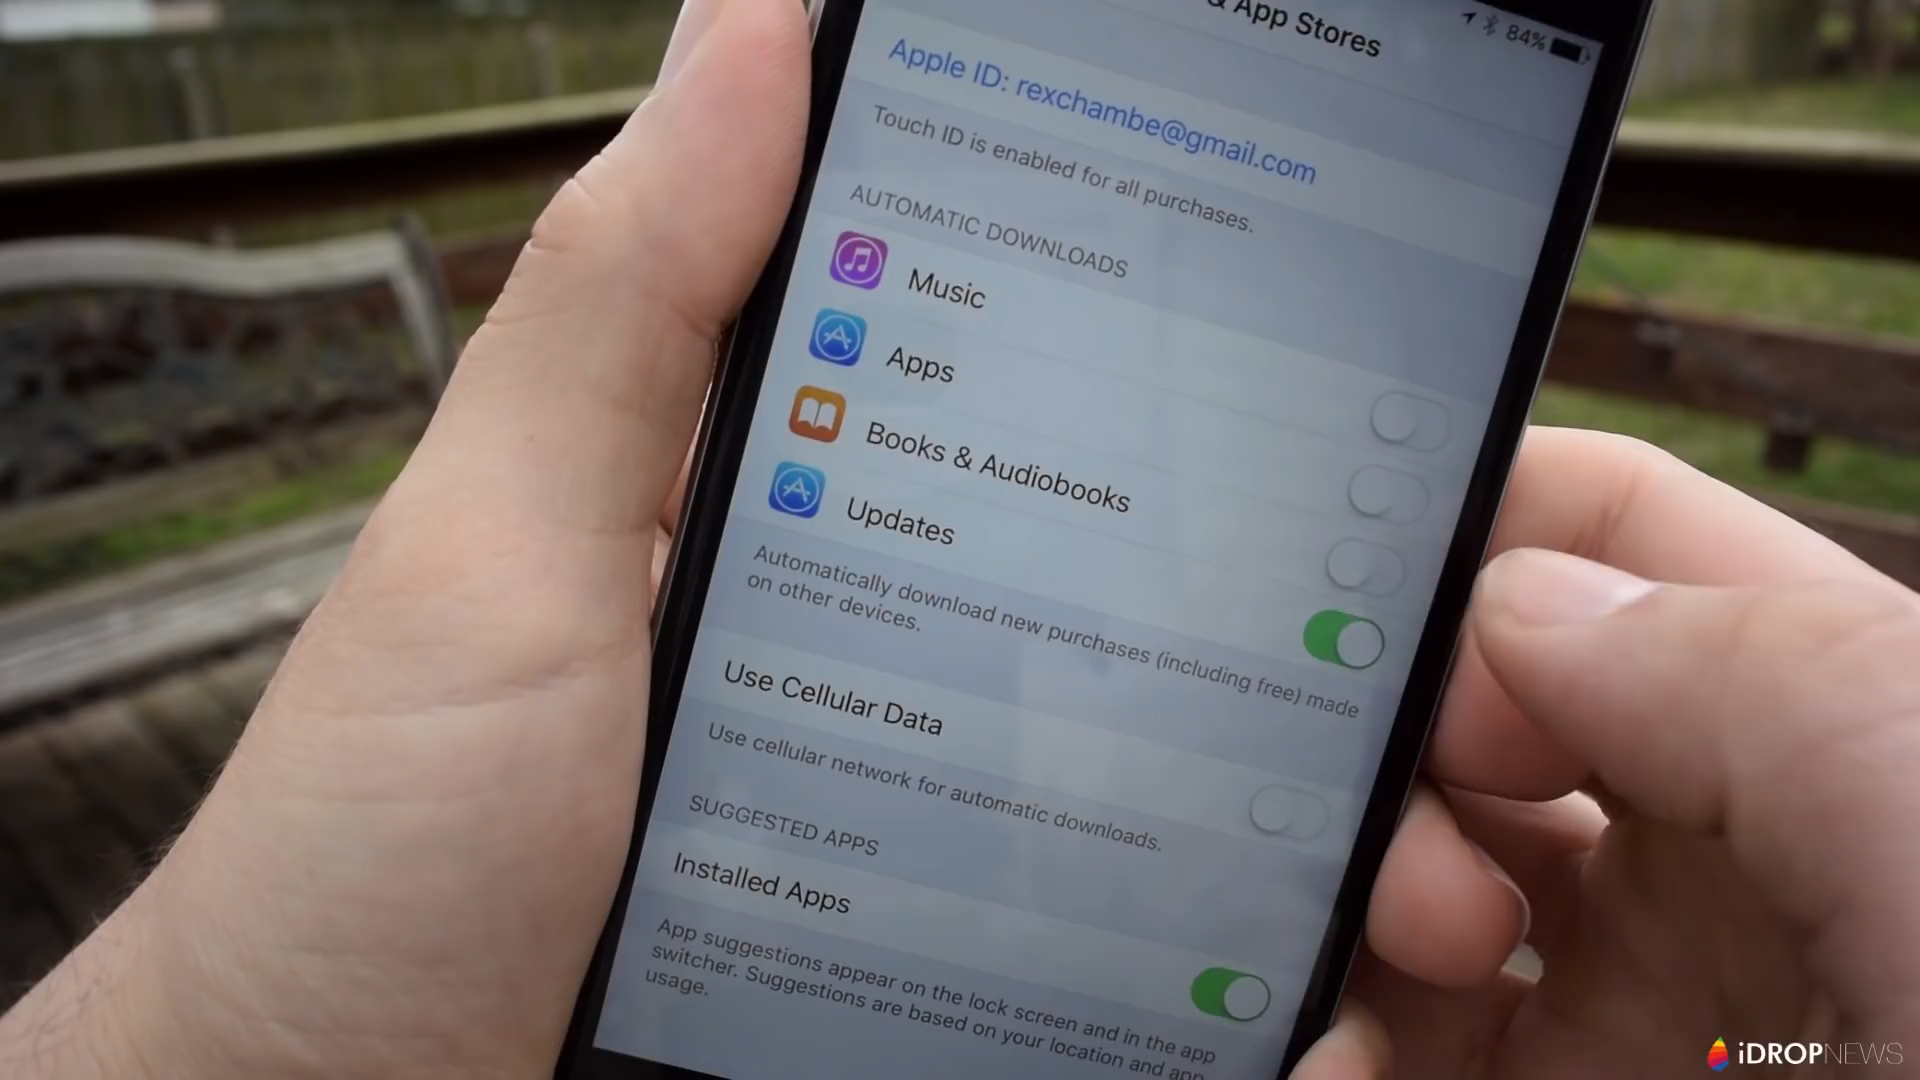 & App Stores
84%
Apple ID: rexchambe@gmail.com
Touch ID is enabled for all purchases.
AUTOMATIC DOWNLOADS
Music
Apps
Books & Audiobooks
Updates
Automatically download new purchases (including free) made
on other devices.
Use Cellular Data
Use cellular network for automatic downloads.
SUGGESTED APPS
Installed Apps
App suggestions appear on the lock screen and in the app
switcher. Suggestions are based on your location and app
usage.
iDROPNEWS